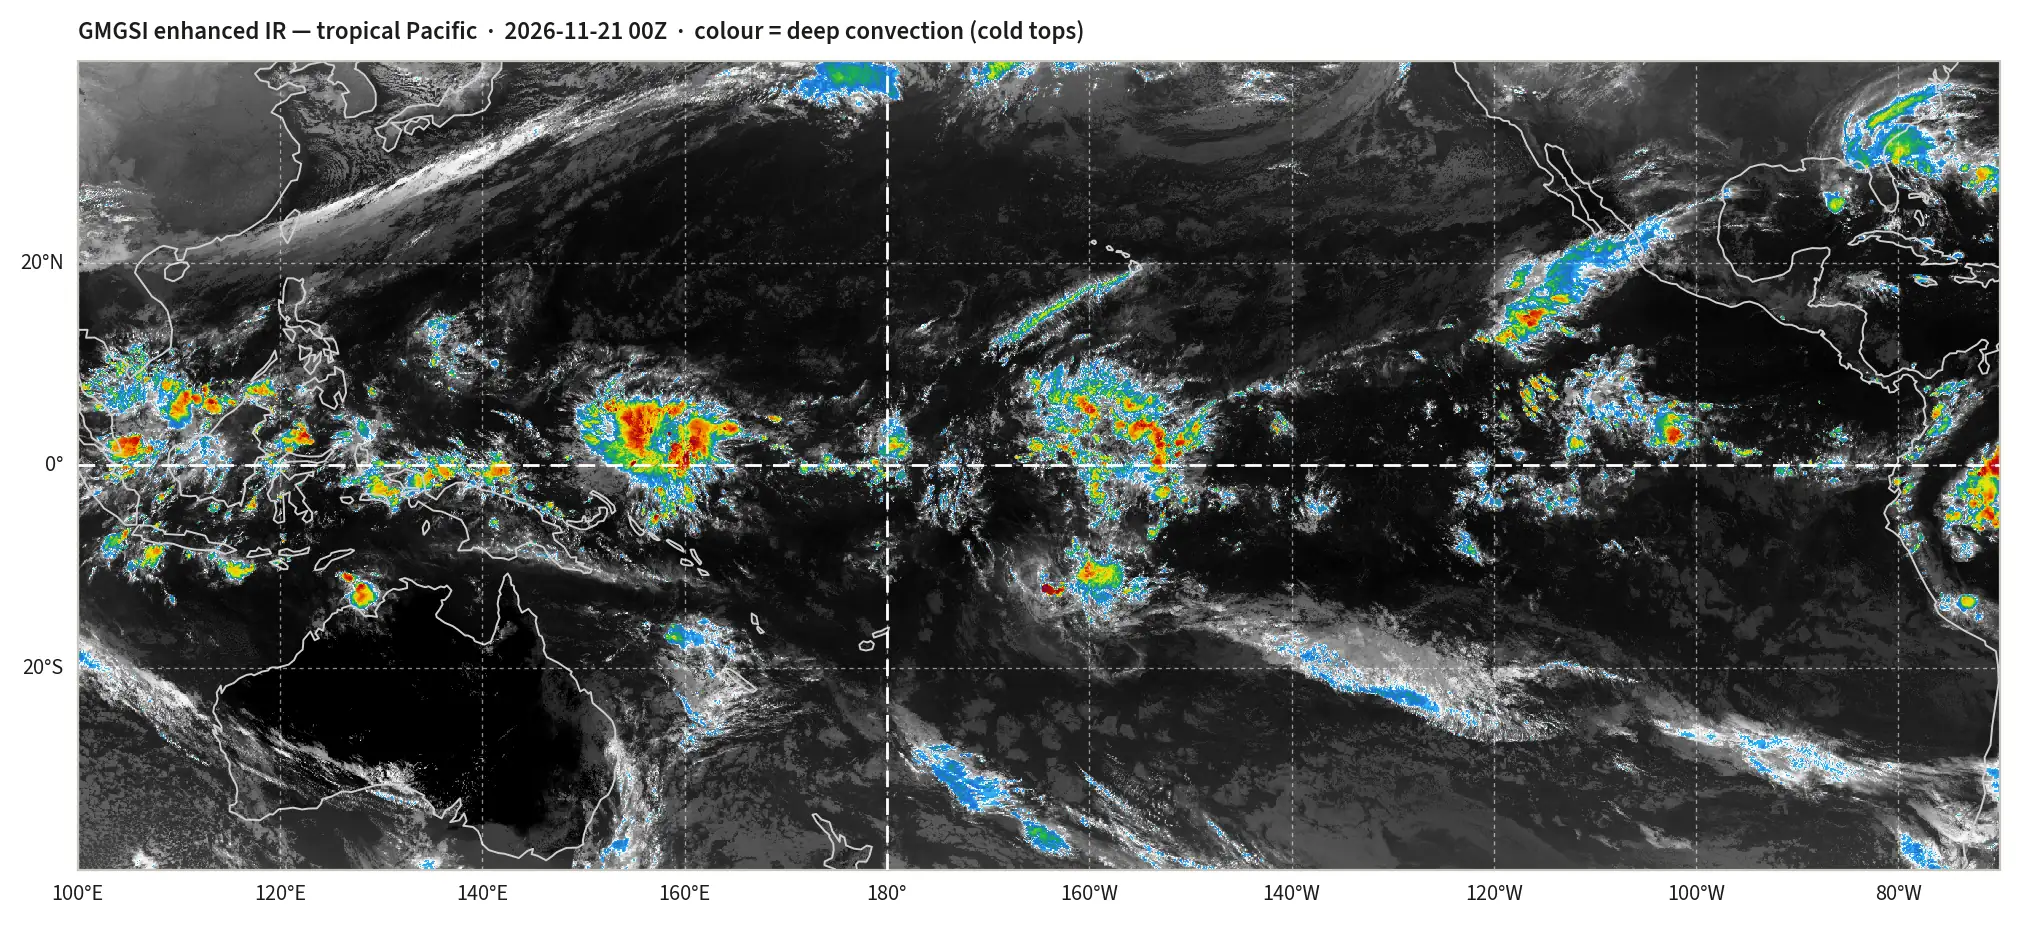 GMGSI enhanced IR — tropical Pacific · 2026-11-21 00Z · colour = deep convection (cold tops)
20°N
0°
20°S
100°E 120°E 140°E 160°E 180° 160°W 140°W 120°W 100°W 80°W